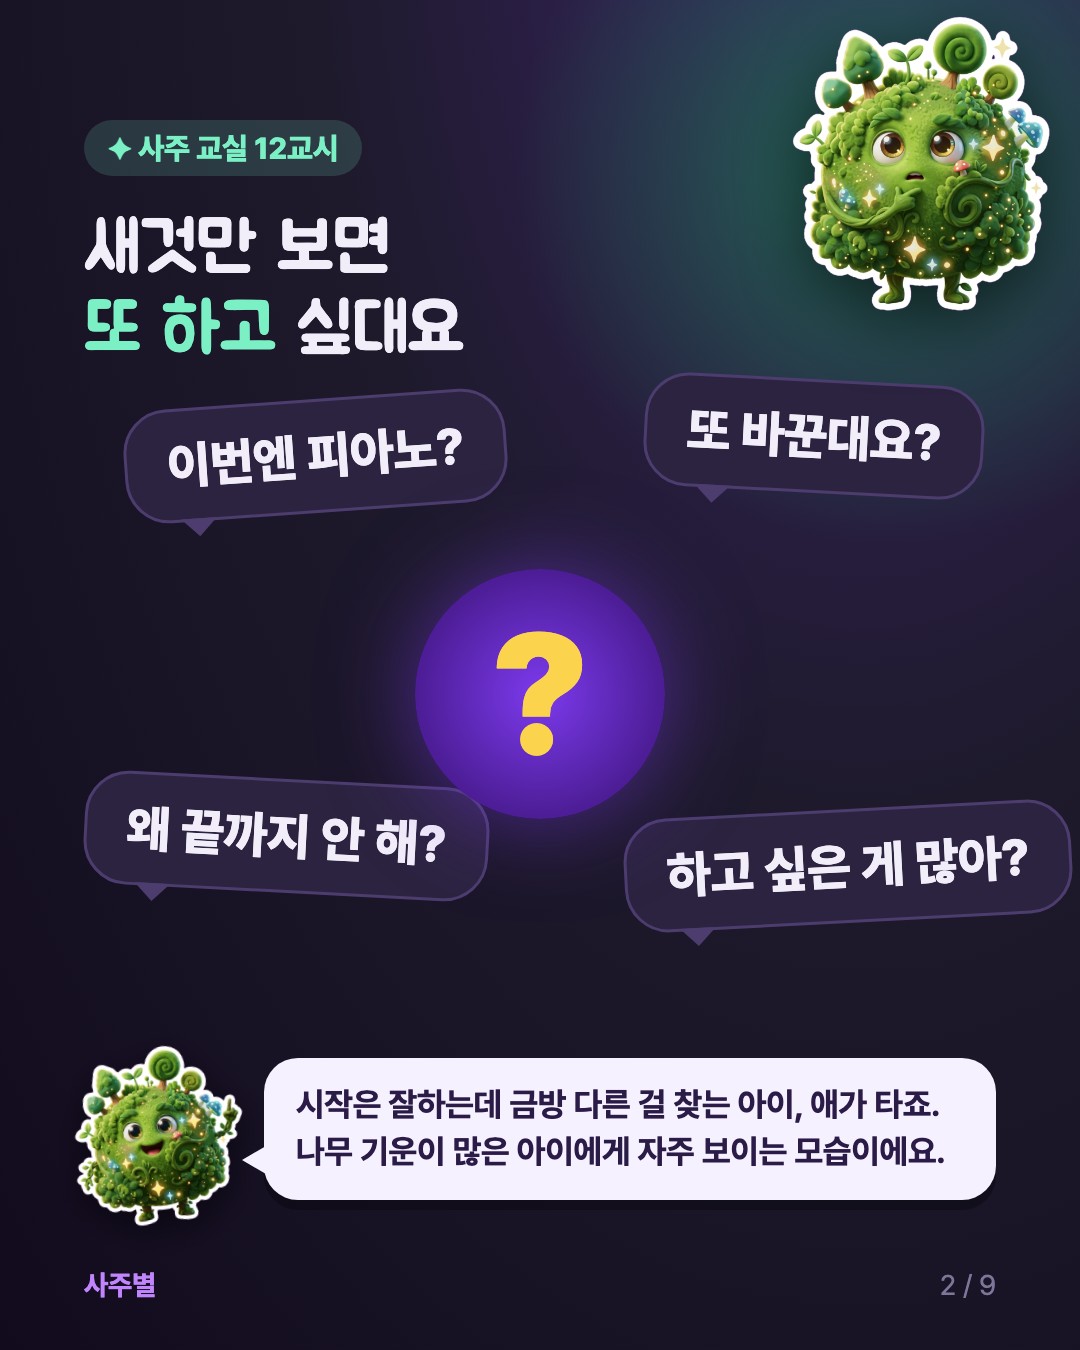 ✦ 사주 교실 12교시
새것만 보면
또 하고 싶대요
이번엔 피아노?
또 바꾼대요?
?
왜 끝까지 안 해?
하고 싶은 게 많아?
시작은 잘하는데 금방 다른 걸 찾는 아이, 애가 타죠.
나무 기운이 많은 아이에게 자주 보이는 모습이에요.
사주별
2 / 9